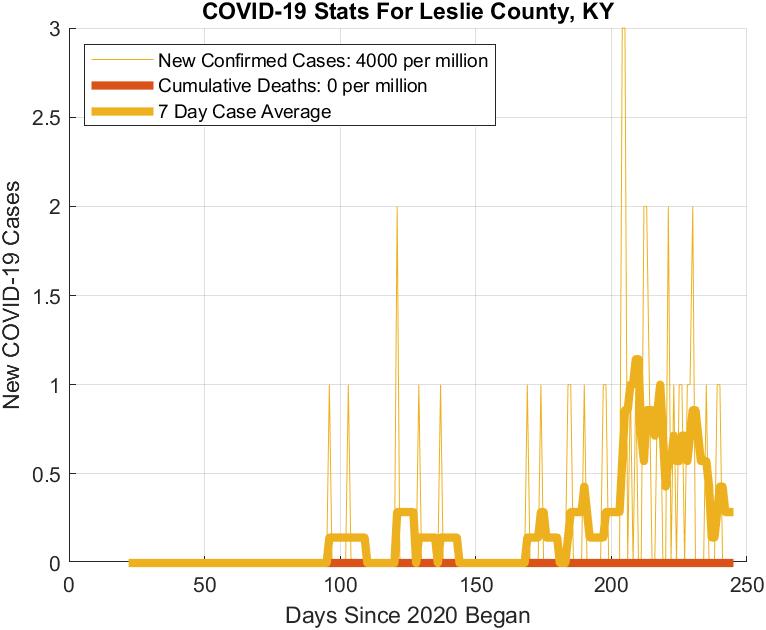 COVID-19 Stats For Leslie County, KY
New Confirmed Cases: 4000 per million
Cumulative Deaths: 0 per million
7 Day Case Average
New COVID-19 Cases
3
2.5
2
1.5
1
0.5
0
0 50 100 150 200 250
Days Since 2020 Began